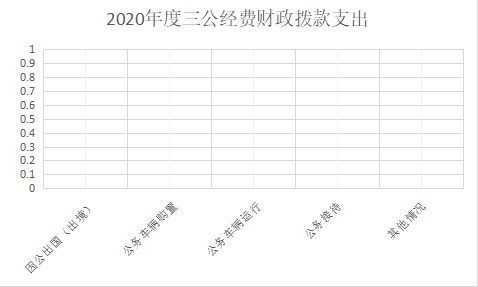 2020年度三公经费财政拨款支出
1
0.9
0.8
0.7
0.6
0.5
0.4
0.3
0.2
0.1
0
因公出国（出境）
公务车辆购置
公务车辆运行
公务接待
其他情况